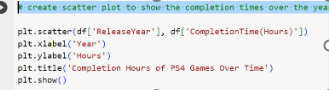 # create scatter plot to show the completion times over the yea
plt.scatter(df['ReleaseYear'], df['CompletionTime(Hours)'])
plt.xlabel('Year')
plt.ylabel('Hours')
plt.title('Completion Hours of PS4 Games Over Time')
plt.show()